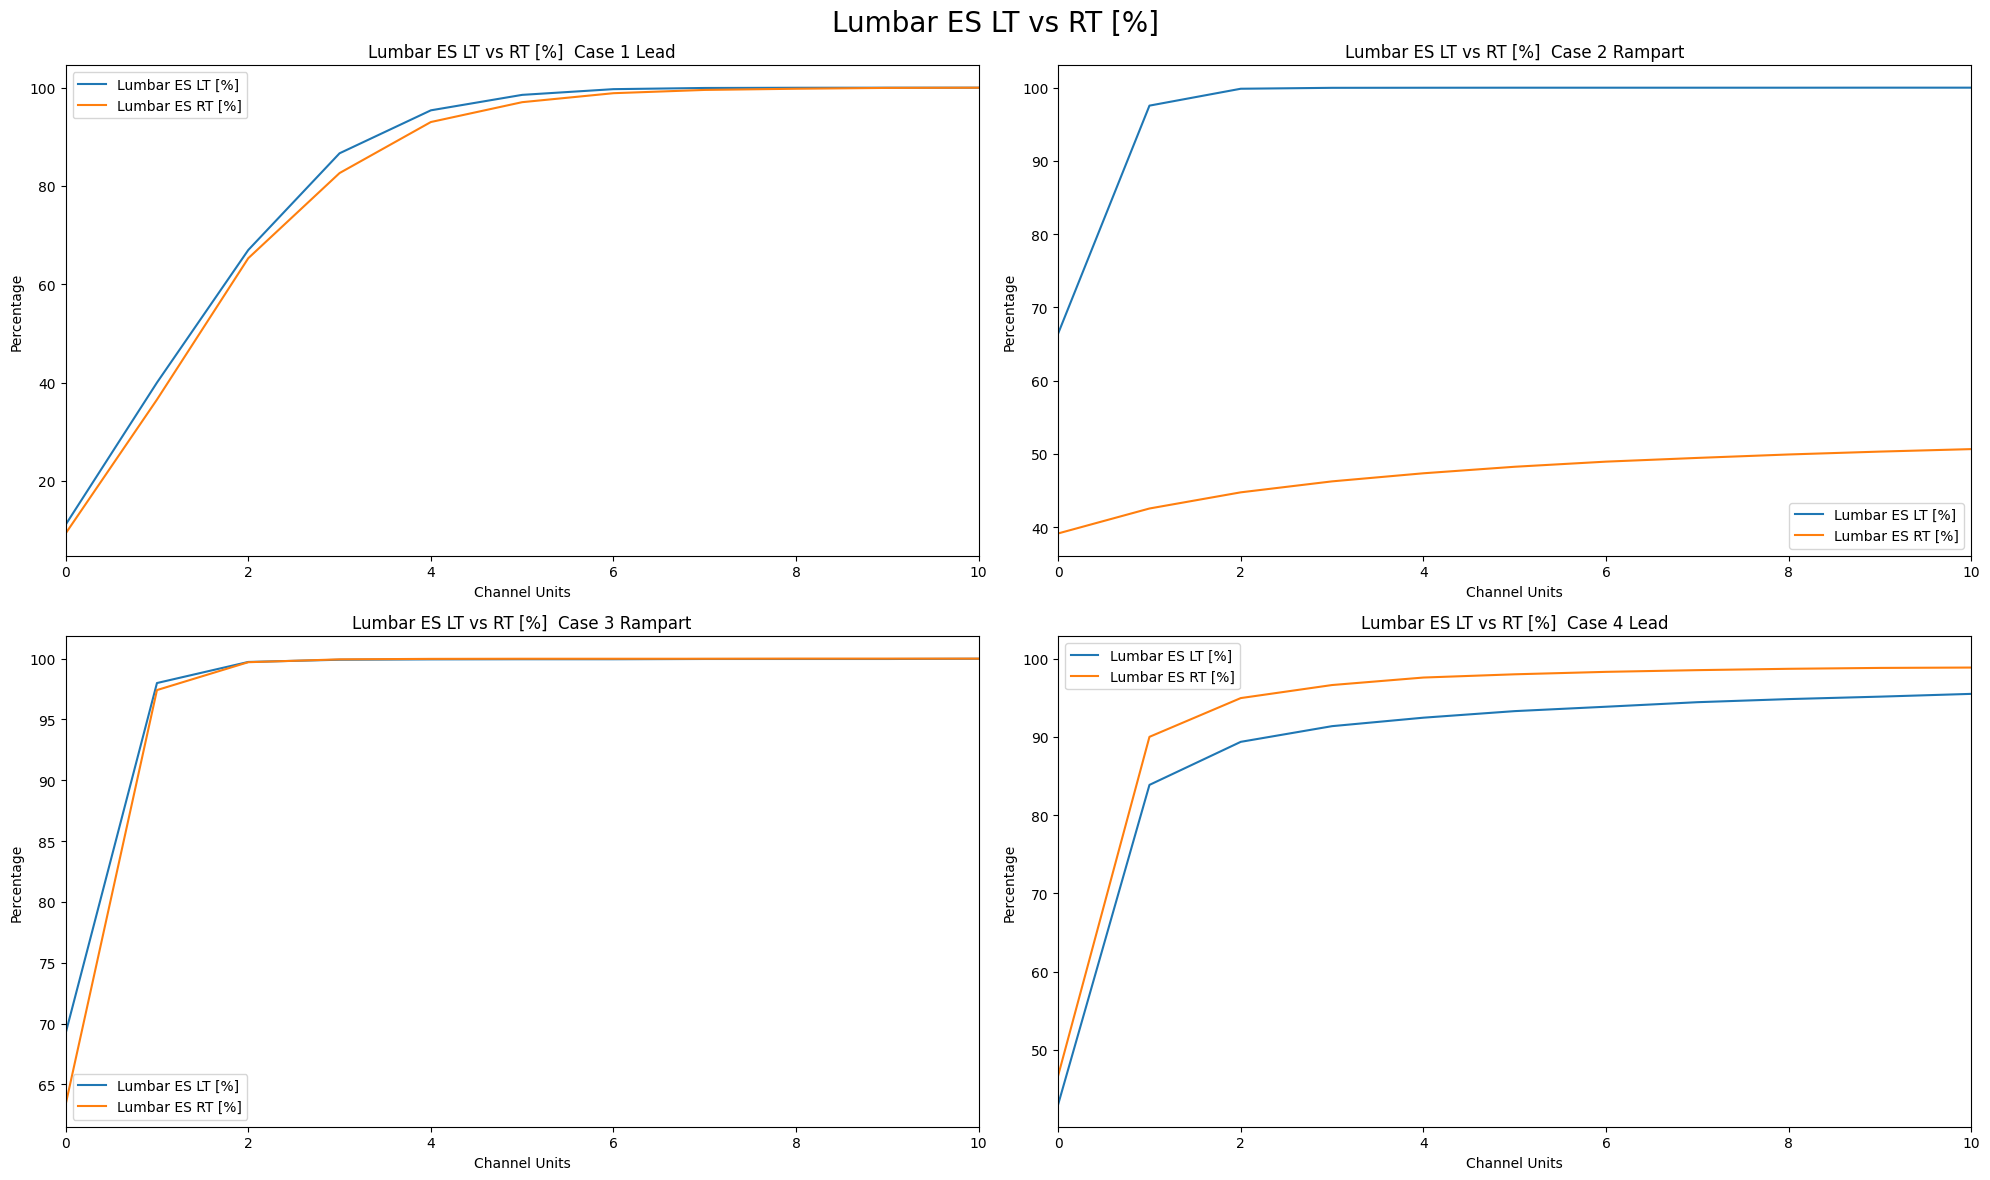 Lumbar ES LT vs RT [%]
Lumbar ES LT vs RT [%]  Case 1 Lead
Percentage
100
80
60
40
20
Lumbar ES LT [%]
Lumbar ES RT [%]
0 2 4 6 8 10
Channel Units
Lumbar ES LT vs RT [%]  Case 2 Rampart
Percentage
100
90
80
70
60
50
40
Lumbar ES LT [%]
Lumbar ES RT [%]
0 2 4 6 8 10
Channel Units
Lumbar ES LT vs RT [%]  Case 3 Rampart
Percentage
100
95
90
85
80
75
70
65
Lumbar ES LT [%]
Lumbar ES RT [%]
0 2 4 6 8 10
Channel Units
Lumbar ES LT vs RT [%]  Case 4 Lead
Percentage
100
90
80
70
60
50
Lumbar ES LT [%]
Lumbar ES RT [%]
0 2 4 6 8 10
Channel Units